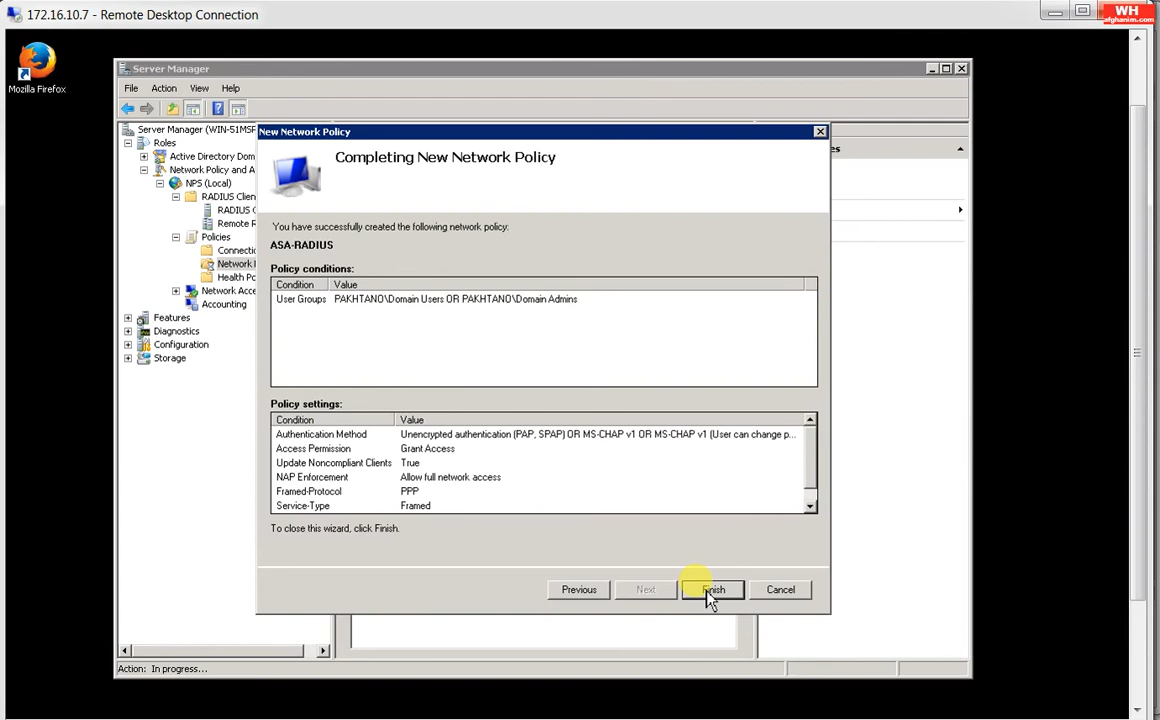 172.16.10.7 - Remote Desktop Connection
WH
afghanim.com
Mozilla Firefox
Server Manager
File Action View Help
Server Manager (WIN-51MSF
Roles
Active Directory Dom
Network Policy and A
NPS (Local)
RADIUS Clien
RADIUS C
Remote R
Policies
Connectio
Network P
Health Po
Network Acce
Accounting
Features
Diagnostics
Configuration
Storage
es
New Network Policy
Completing New Network Policy
You have successfully created the following network policy:
ASA-RADIUS
Policy conditions:
Condition Value
User Groups PAKHTANO\Domain Users OR PAKHTANO\Domain Admins
Policy settings:
Condition Value
Authentication Method Unencrypted authentication (PAP, SPAP) OR MS-CHAP v1 OR MS-CHAP v1 (User can change p...
Access Permission Grant Access
Update Noncompliant Clients True
NAP Enforcement Allow full network access
Framed-Protocol PPP
Service-Type Framed
To close this wizard, click Finish.
Previous Next Finish Cancel
Action: In progress...